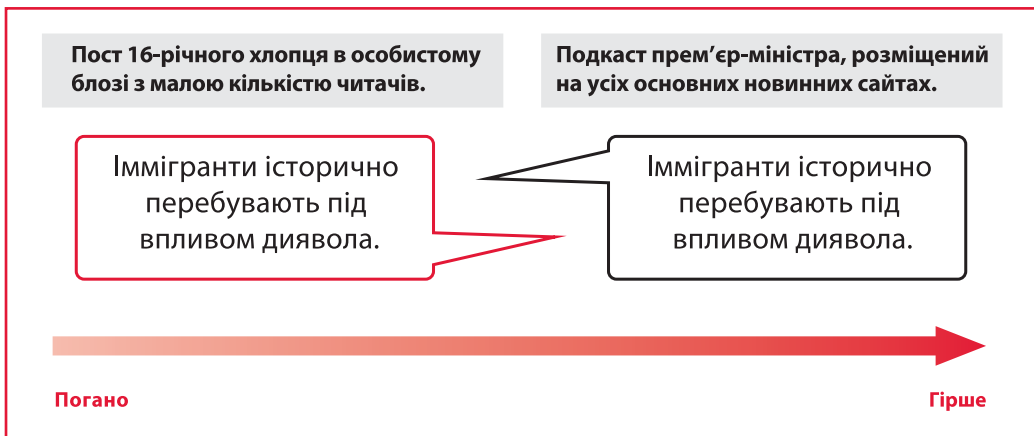 Пост 16-річного хлопця в особистому
блозі з малою кількістю читачів.
Подкаст прем’єр-міністра, розміщений
на усіх основних новинних сайтах.
Іммігранти історично
перебувають під
впливом диявола.
Іммігранти історично
перебувають під
впливом диявола.
Погано
Гірше